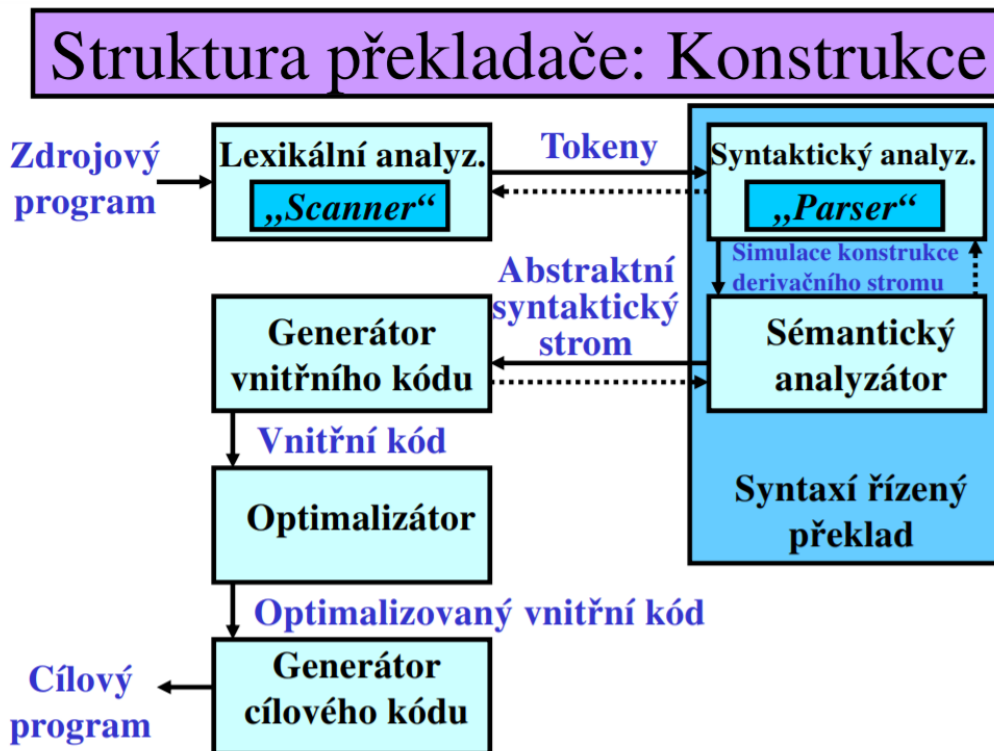 Struktura překladače: Konstrukce
Zdrojový
program
Lexikální analyz.
„Scanner“
Tokeny
Syntaktický analyz.
„Parser“
Simulace konstrukce
derivačního stromu
Abstraktní
syntaktický
strom
Generátor
vnitřního kódu
Sémantický
analyzátor
Vnitřní kód
Syntaxí řízený
překlad
Optimalizátor
Optimalizovaný vnitřní kód
Generátor
cílového kódu
Cílový
program